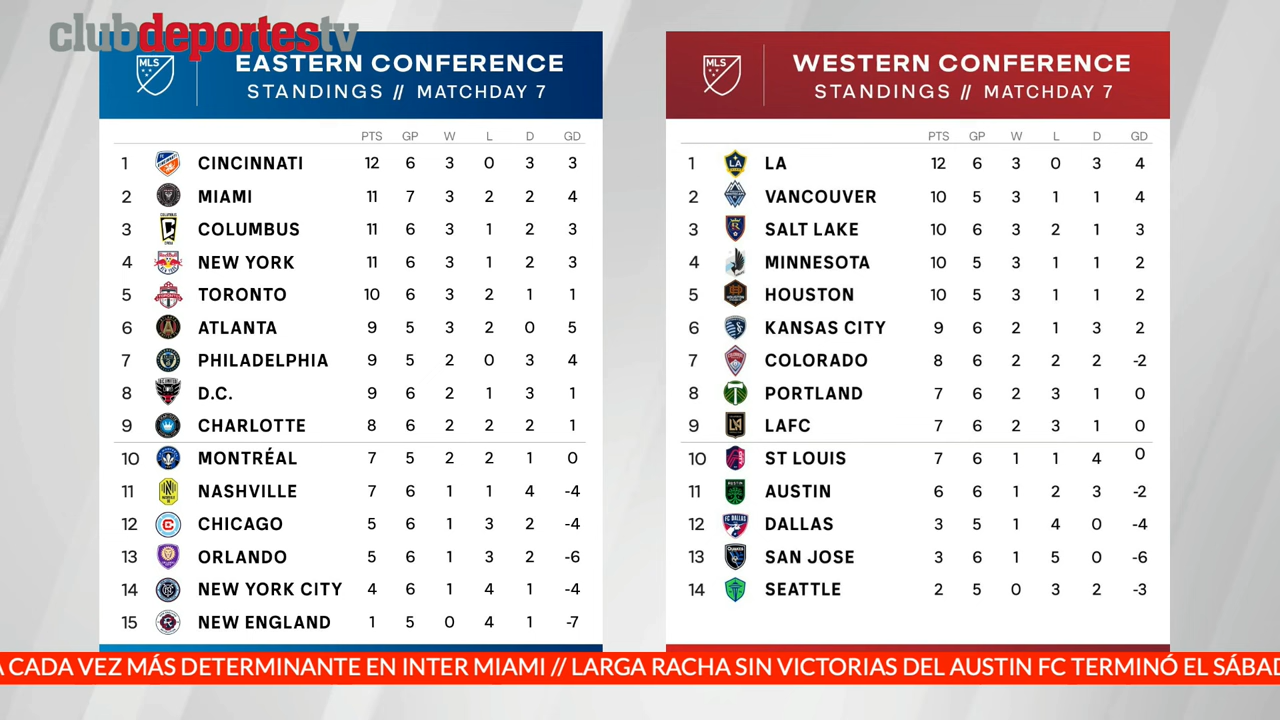 clubdeportestv
MLS
EASTERN CONFERENCE
STANDINGS // MATCHDAY 7
PTS GP W L D GD
1 CINCINNATI 12 6 3 0 3 3
2 MIAMI 11 7 3 2 2 4
3 COLUMBUS 11 6 3 1 2 3
4 NEW YORK 11 6 3 1 2 3
5 TORONTO 10 6 3 2 1 1
6 ATLANTA 9 5 3 2 0 5
7 PHILADELPHIA 9 5 2 0 3 4
8 D.C. 9 6 2 1 3 1
9 CHARLOTTE 8 6 2 2 2 1
10 MONTRÉAL 7 5 2 2 1 0
11 NASHVILLE 7 6 1 1 4 -4
12 CHICAGO 5 6 1 3 2 -4
13 ORLANDO 5 6 1 3 2 -6
14 NEW YORK CITY 4 6 1 4 1 -4
15 NEW ENGLAND 1 5 0 4 1 -7
MLS
WESTERN CONFERENCE
STANDINGS // MATCHDAY 7
PTS GP W L D GD
1 LA 12 6 3 0 3 4
2 VANCOUVER 10 5 3 1 1 4
3 SALT LAKE 10 6 3 2 1 3
4 MINNESOTA 10 5 3 1 1 2
5 HOUSTON 10 5 3 1 1 2
6 KANSAS CITY 9 6 2 1 3 2
7 COLORADO 8 6 2 2 2 -2
8 PORTLAND 7 6 2 3 1 0
9 LAFC 7 6 2 3 1 0
10 ST LOUIS 7 6 1 1 4 0
11 AUSTIN 6 6 1 2 3 -2
12 DALLAS 3 5 1 4 0 -4
13 SAN JOSE 3 6 1 5 0 -6
14 SEATTLE 2 5 0 3 2 -3
A CADA VEZ MÁS DETERMINANTE EN INTER MIAMI // LARGA RACHA SIN VICTORIAS DEL AUSTIN FC TERMINÓ EL SÁBAD